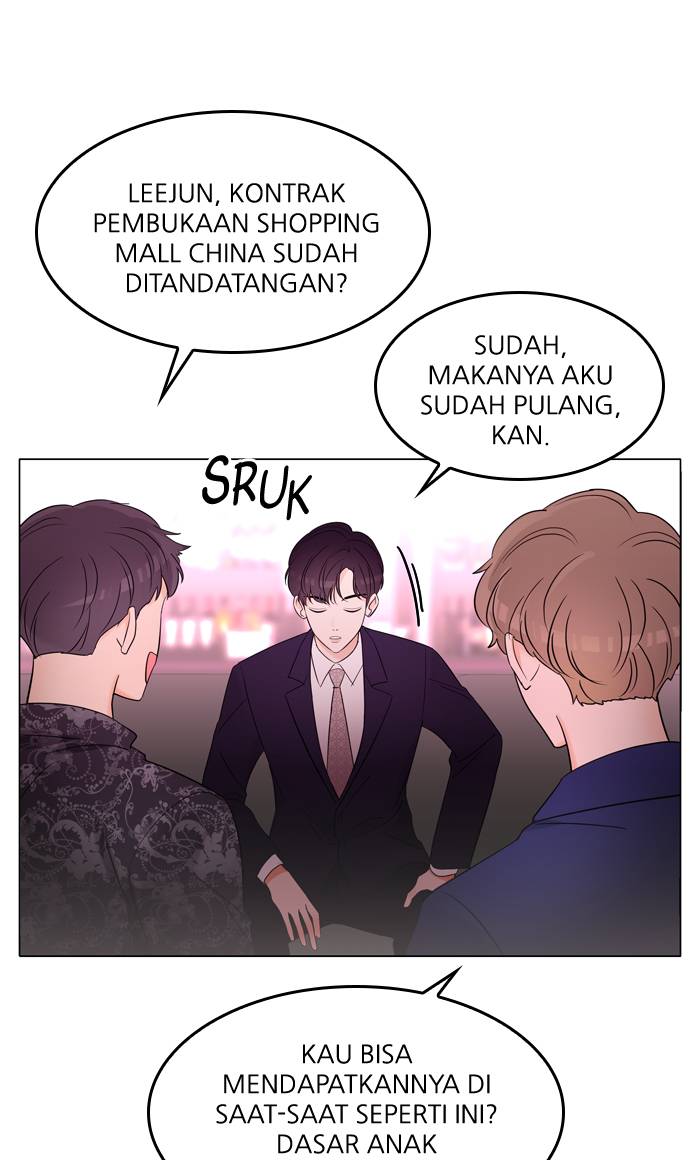 LEEJUN, KONTRAK
PEMBUKAAN SHOPPING
MALL CHINA SUDAH
DITANDATANGAN?
SUDAH,
MAKANYA AKU
SUDAH PULANG,
KAN.
SRUK
KAU BISA
MENDAPATKANNYA DI
SAAT-SAAT SEPERTI INI?
DASAR ANAK